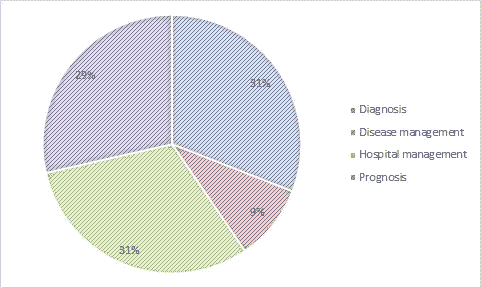 29%
31%
9%
31%
Diagnosis
Disease management
Hospital management
Prognosis